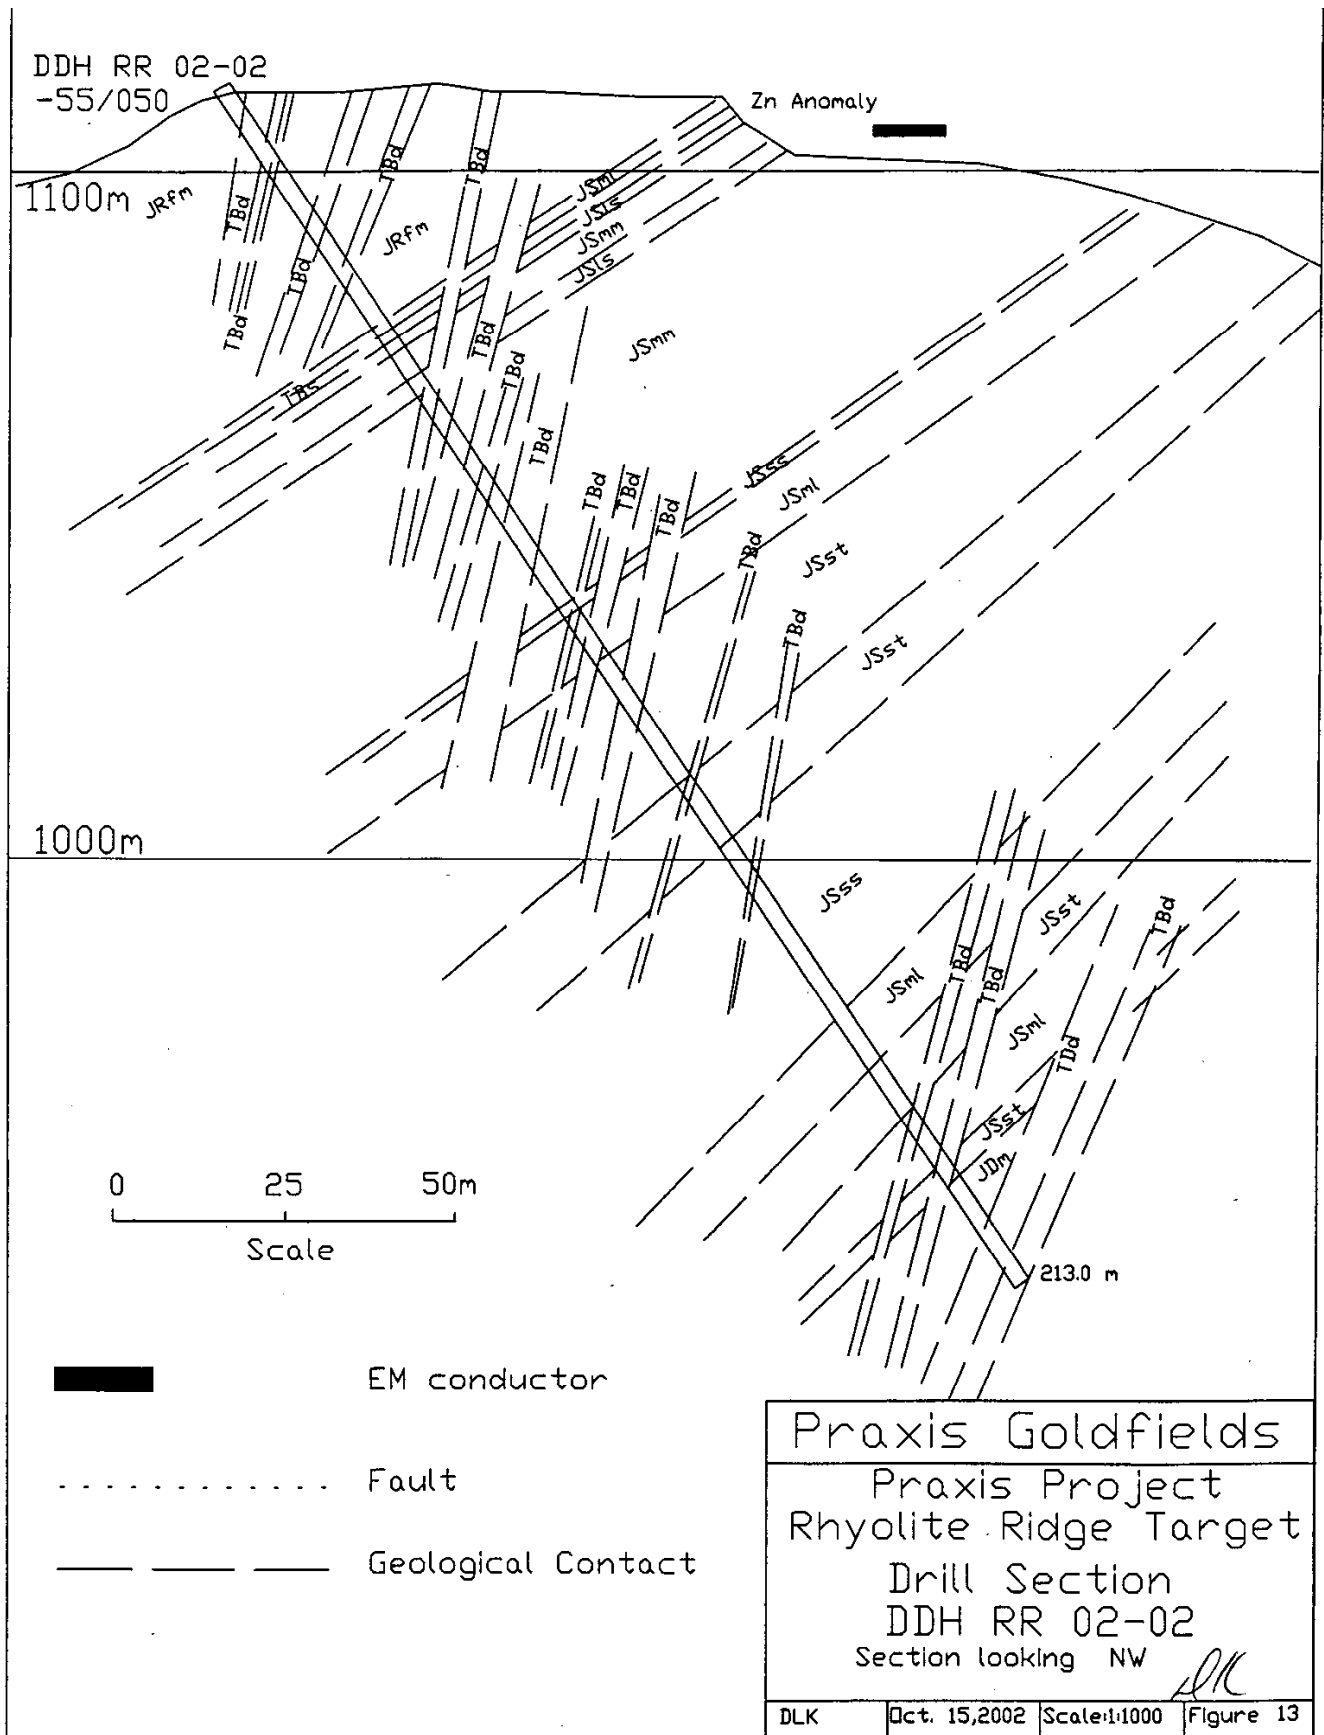 DDH RR 02-02
-55/050
Zn Anomaly
1100m
JRfm
TBd
TBd
TBd
TBd
TBd
JRfm
JSml
JSls
JSmm
JSls
TBs
TBd
TBd
TBd
JSmm
TBd
TBd
TBd
JSss
JSml
TBd
JSst
TBd
JSst
1000m
JSss
JSml
TBd
TBd
JSst
TBd
JSml
TDd
JSst
JDm
0 25 50m
Scale
213.0 m
EM conductor
Fault
Geological Contact
Praxis Goldfields
Praxis Project
Rhyolite Ridge Target
Drill Section
DDH RR 02-02
Section looking NW
DLK
DLK Oct. 15,2002 Scale:1:1000 Figure 13